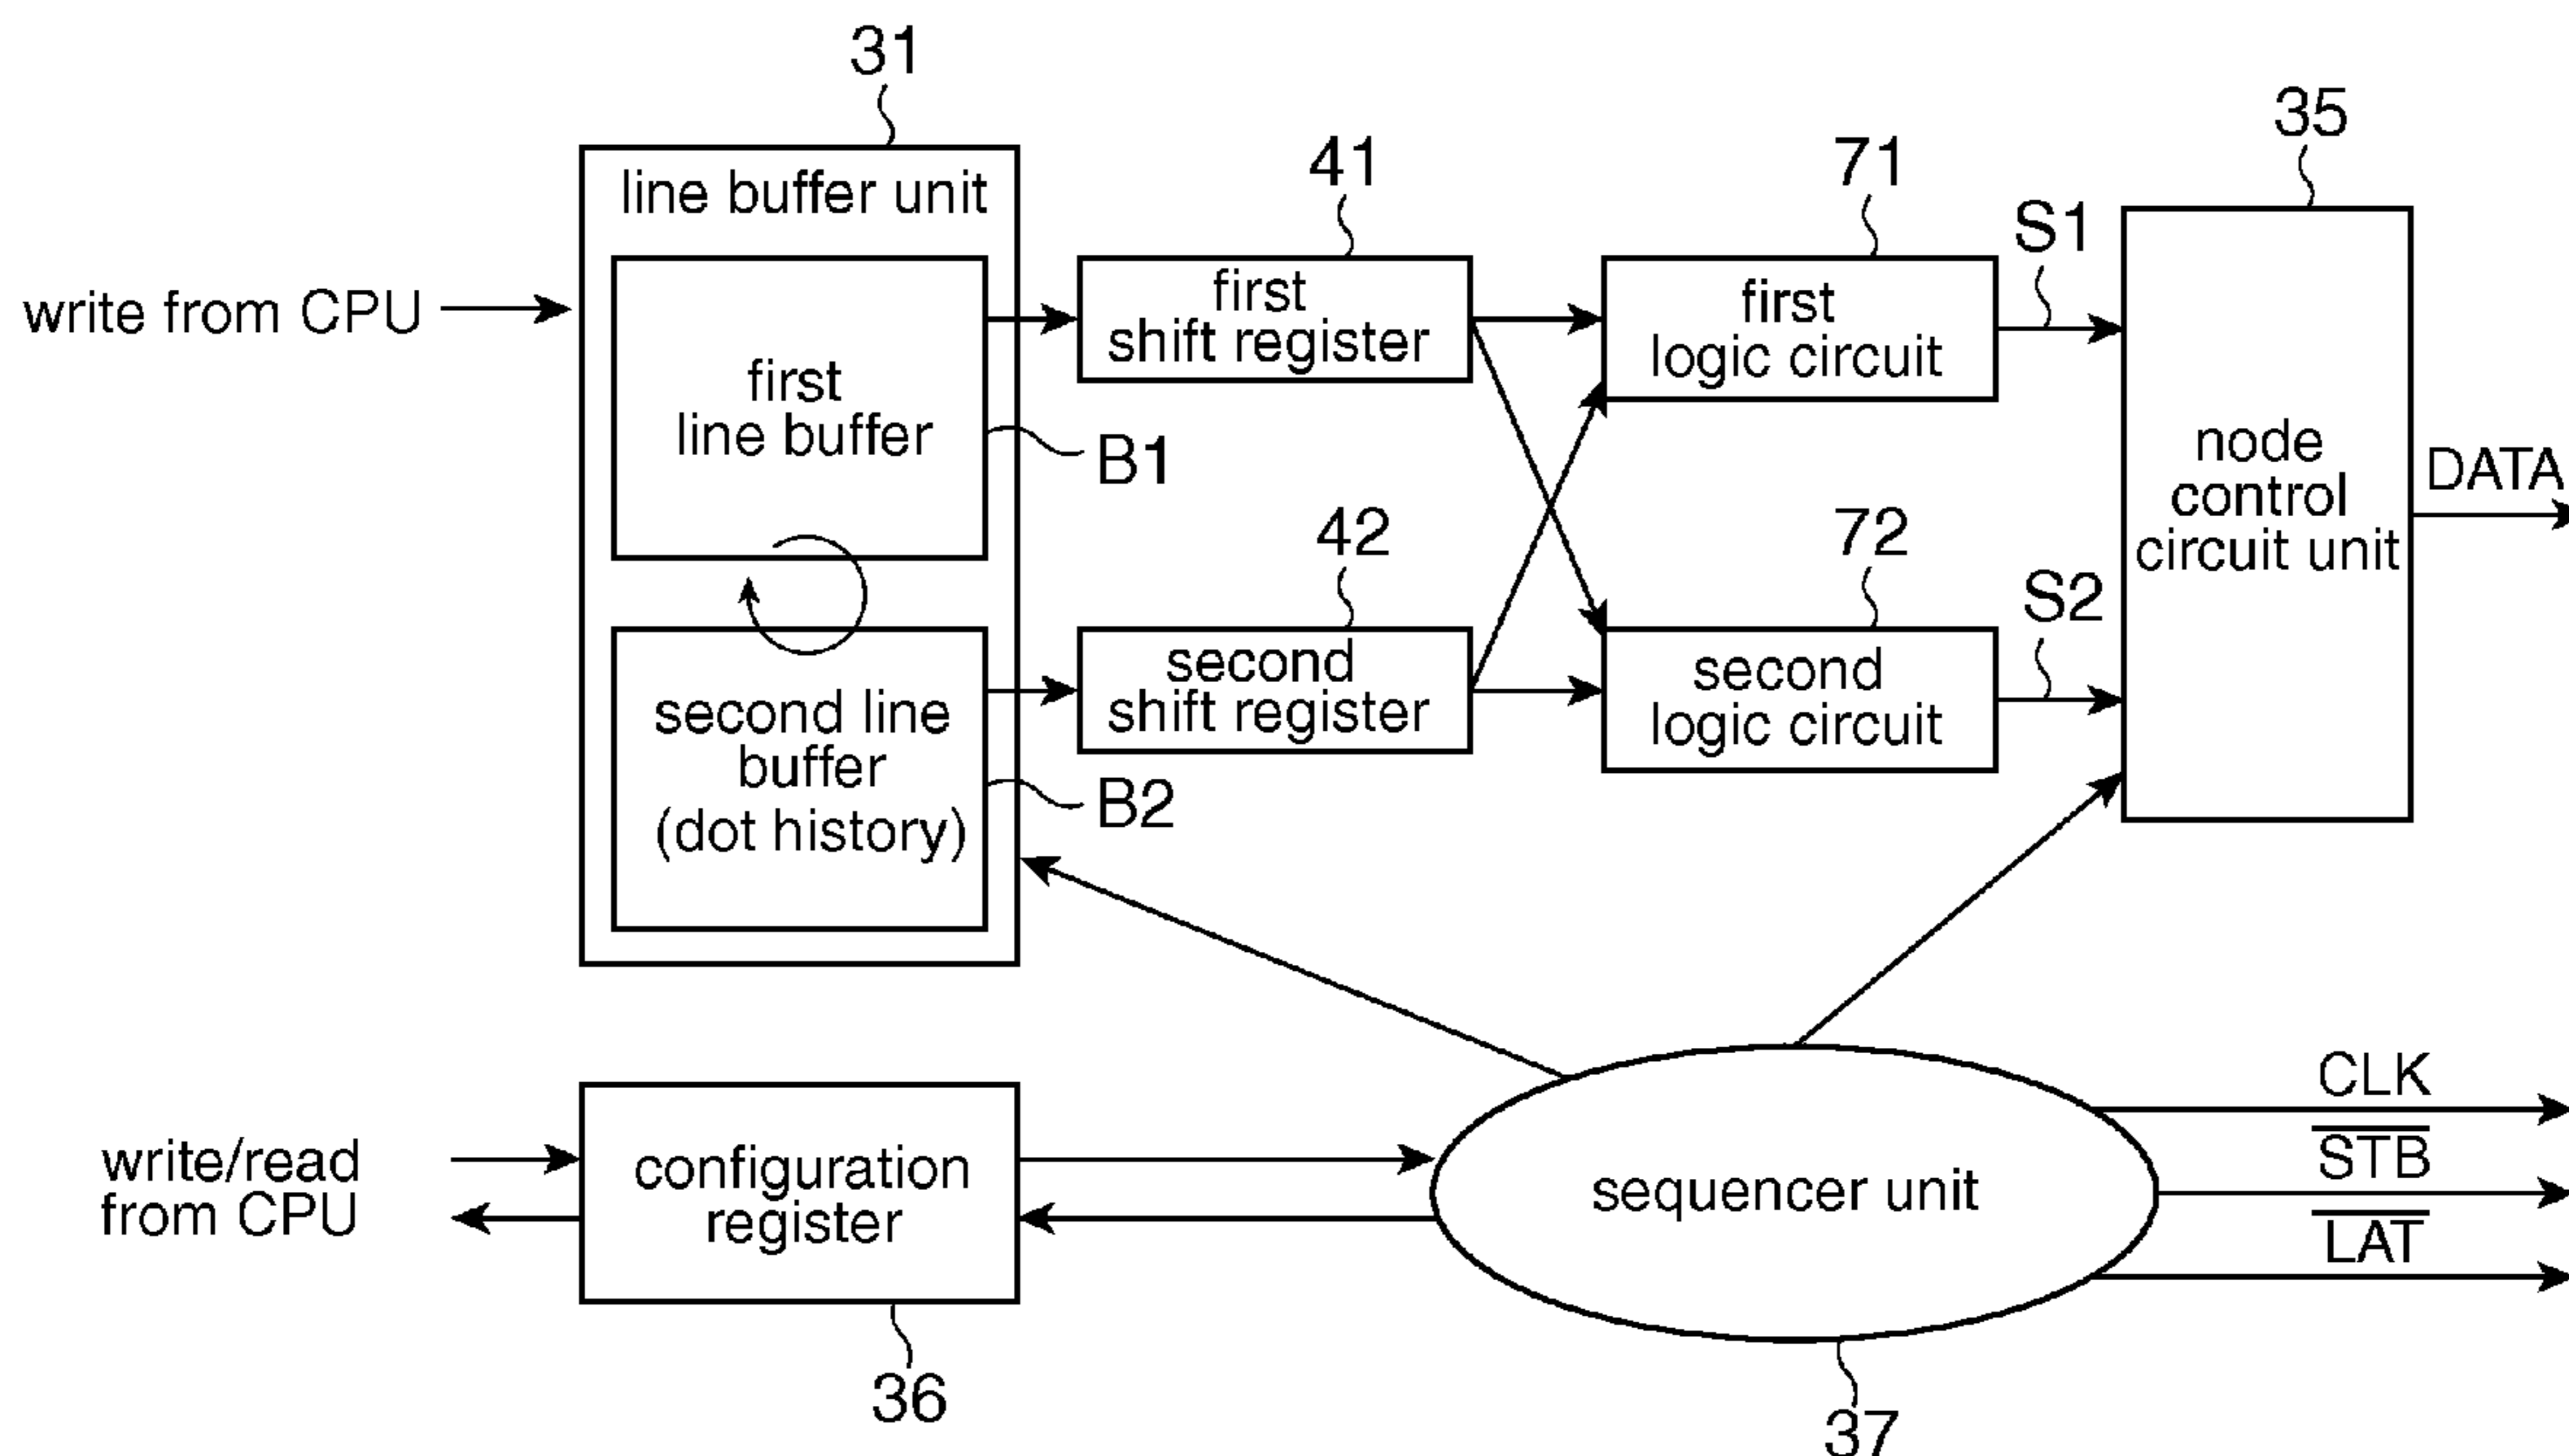 31
line buffer unit
write from CPU
first
line buffer
B1
second line
buffer
(dot history)
B2
41
first
shift register
42
second
shift register
71
first
logic circuit
72
second
logic circuit
S1
S2
35
node
control
circuit unit
DATA
write/read
from CPU
configuration
register
36
sequencer unit
37
CLK
STB
LAT